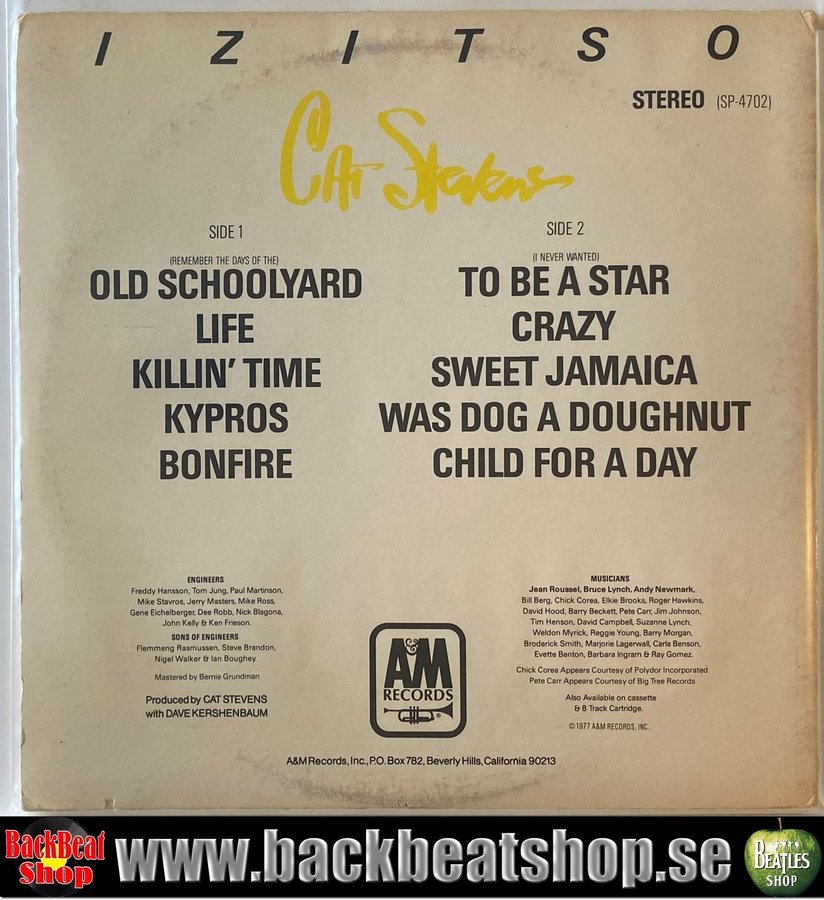 IZITSO
STEREO (SP-4702)
Cat Stevens
SIDE 1
(REMEMBER THE DAYS OF THE)
OLD SCHOOLYARD
LIFE
KILLIN' TIME
KYPROS
BONFIRE
SIDE 2
(I NEVER WANTED)
TO BE A STAR
CRAZY
SWEET JAMAICA
WAS DOG A DOUGHNUT
CHILD FOR A DAY
ENGINEERS
Freddy Hansson, Tom Jung, Paul Martinson,
Mike Stavros, Jerry Masters, Mike Ross,
Gene Eichelberger, Dee Robb, Nick Blagona,
John Kelly & Ken Frieson.
SONS OF ENGINEERS
Flemmeng Rasmussen, Steve Brandon,
Nigel Walker & Ian Boughey.
Mastered by Bernie Grundman
Produced by CAT STEVENS
with DAVE KERSHENBAUM
A&M
RECORDS
®
MUSICIANS
Jean Roussel, Bruce Lynch, Andy Newmark,
Bill Berg, Chick Corea, Elkie Brooks, Roger Hawkins,
David Hood, Barry Beckett, Pete Carr, Jim Johnson,
Tim Henson, David Campbell, Suzanne Lynch,
Weldon Myrick, Reggie Young, Barry Morgan,
Broderick Smith, Marjorie Lagerwall, Carla Benson,
Evette Benton, Barbara Ingram & Ray Gomez.
Chick Corea Appears Courtesy of Polydor Incorporated
Pete Carr Appears Courtesy of Big Tree Records
Also Available on cassette
& 8 Track Cartridge.
© 1977 A&M RECORDS, INC.
A&M Records, Inc., P.O. Box 782, Beverly Hills, California 90213
BackBeat
Shop
www.backbeatshop.se
BEATLES
SHOP